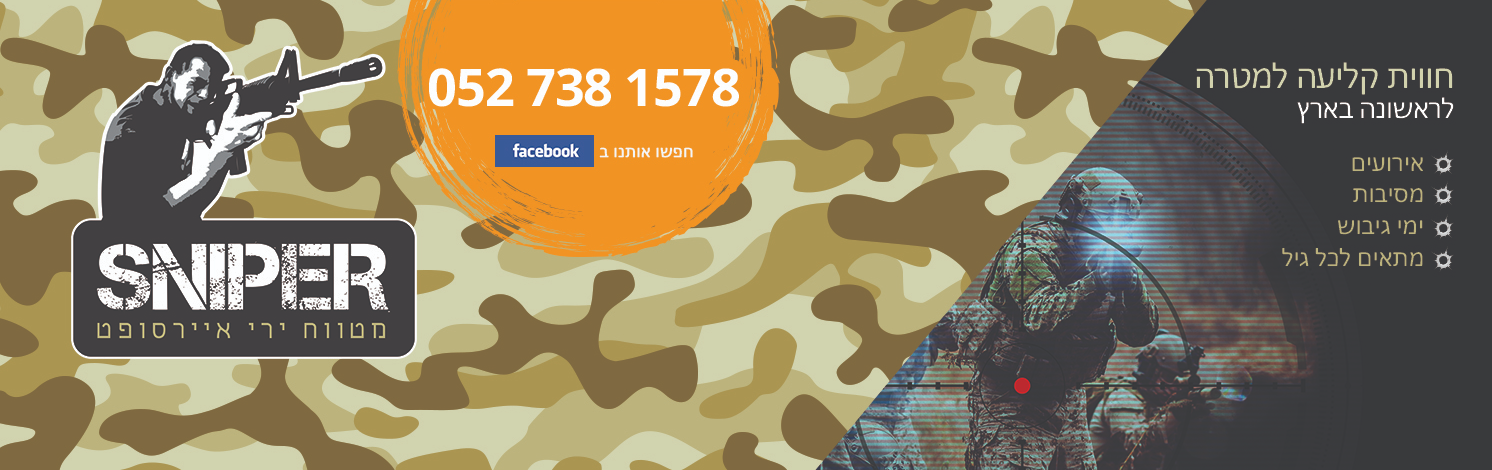 חווית קליעה למטרה
לראשונה בארץ
אירועים
מסיבות
ימי גיבוש
מתאים לכל גיל
052 738 1578
חפשו אותנו ב facebook
SNIPER
מטווח ירי איירסופט